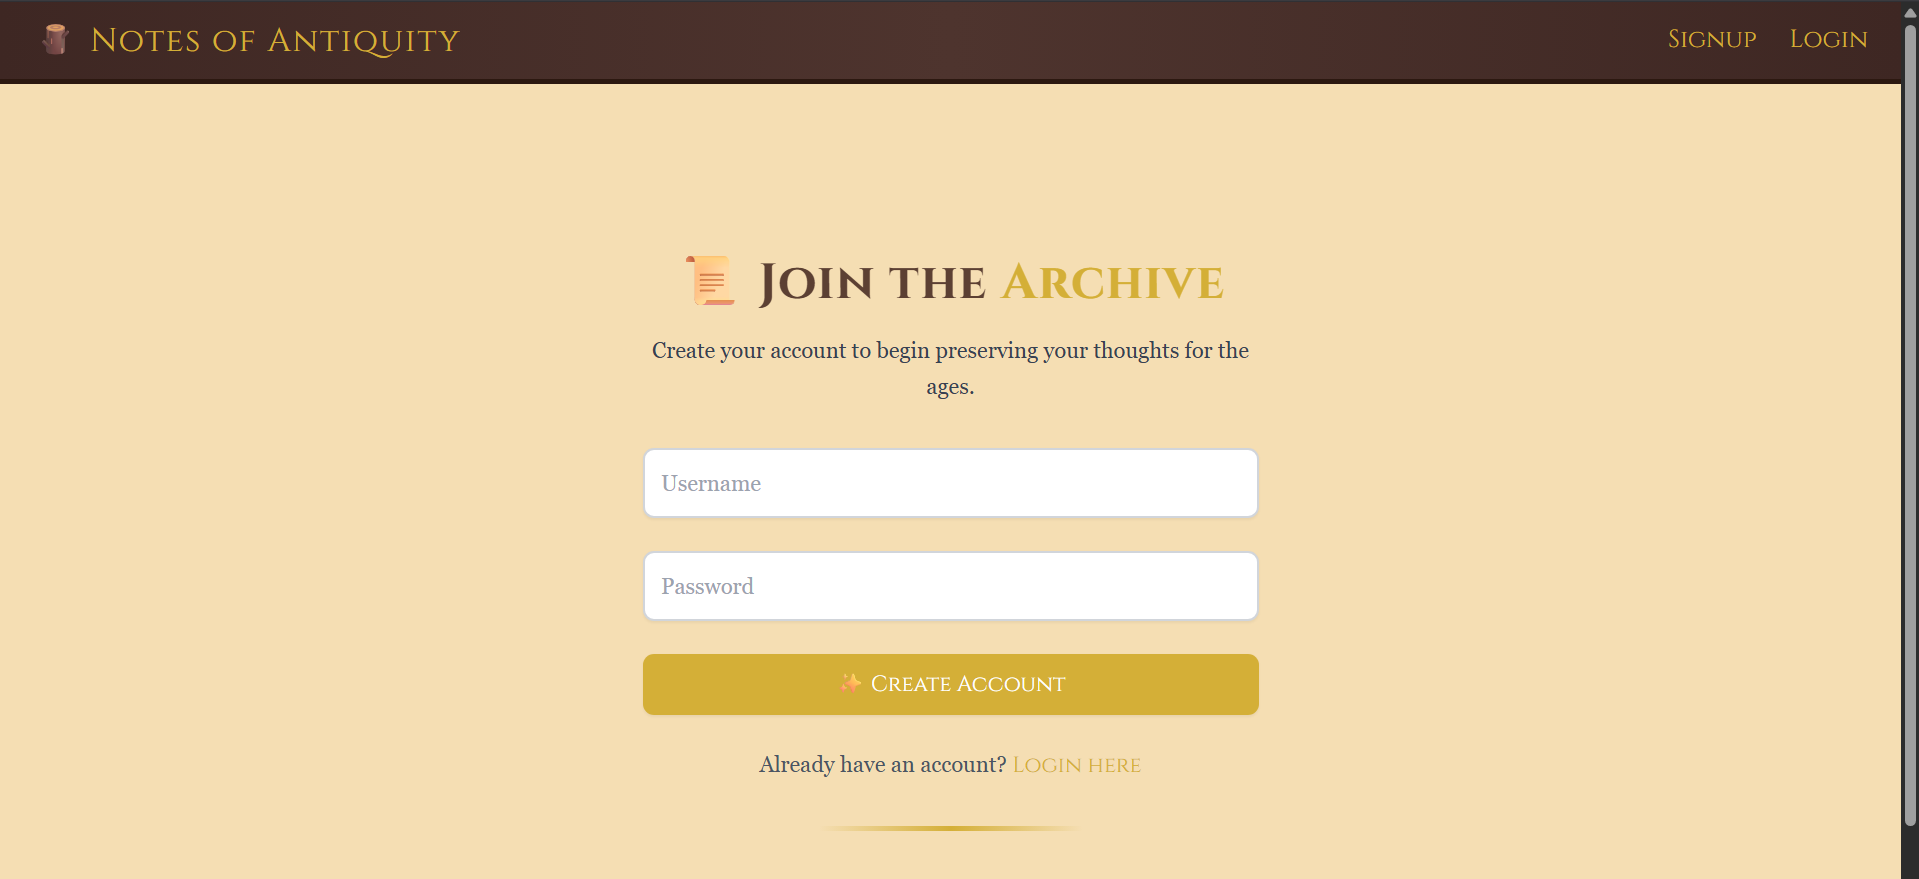 Notes of Antiquity
Signup
Login
Join the Archive
Create your account to begin preserving your thoughts for the
ages.
Username
Password
Create Account
Already have an account? Login here